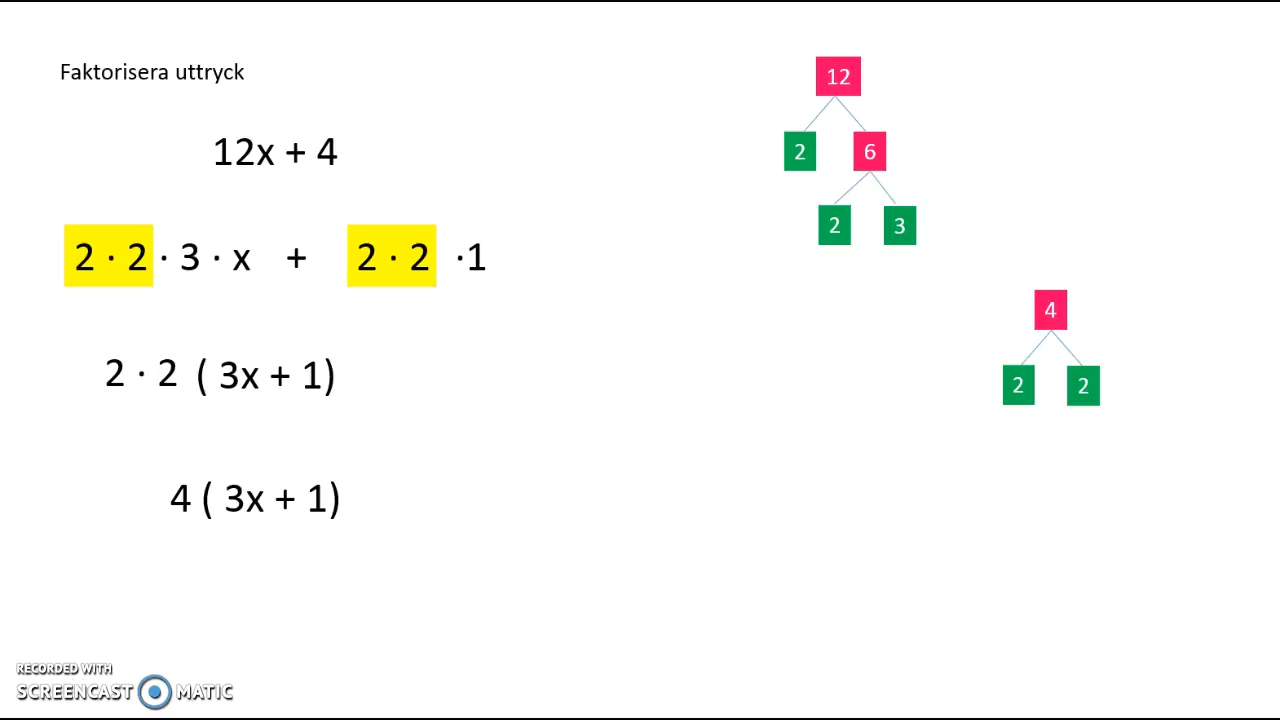 Faktorisera uttryck
12x + 4
2 · 2 · 3 · x + 2 · 2 ·1
2 · 2 ( 3x + 1)
4 ( 3x + 1)
12
2 6
2 3
4
2 2
RECORDED WITH
SCREENCAST MATIC